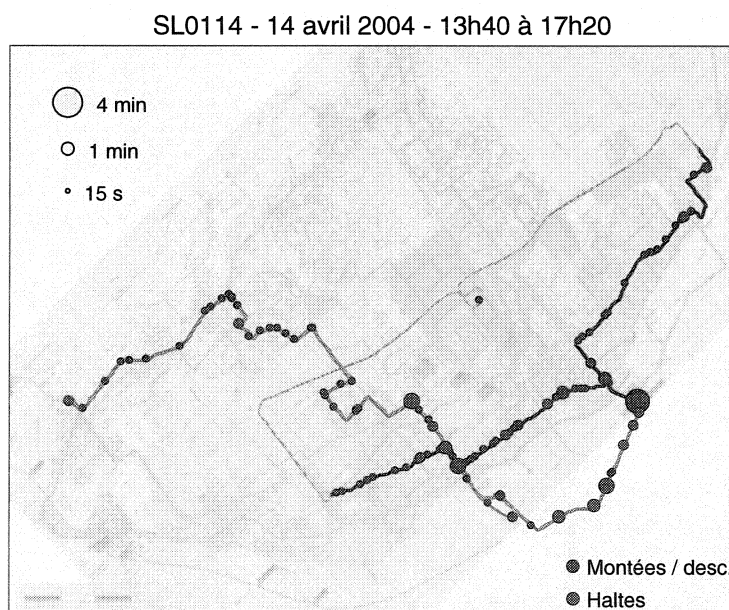 SL0114 - 14 avril 2004 - 13h40 à 17h20
4 min
1 min
15 s
Montées / desc.
Haltes